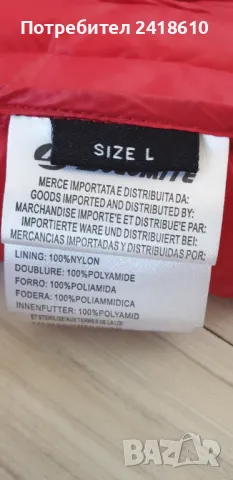 Потребител 2418610
SIZE L
MERCE IMPORTATA E DISTRIBUITA DA:
GOODS IMPORTED AND DISTRIBUTED BY:
MARCHANDISE IMPORTE'E ET DISTRIBUE'E PAR:
IMPORTIERTE WARE UND DISTRIBUIERT BEI:
MERCANCIAS IMPORTADAS Y DISTRIBUIDAS POR:
LINING: 100%NYLON
DOUBLURE: 100%POLYAMIDE
FORRO: 100%POLIAMIDA
FODERA: 100%POLIAMMIDICA
INNENFUTTER: 100%POLYAMID
bazar.bg